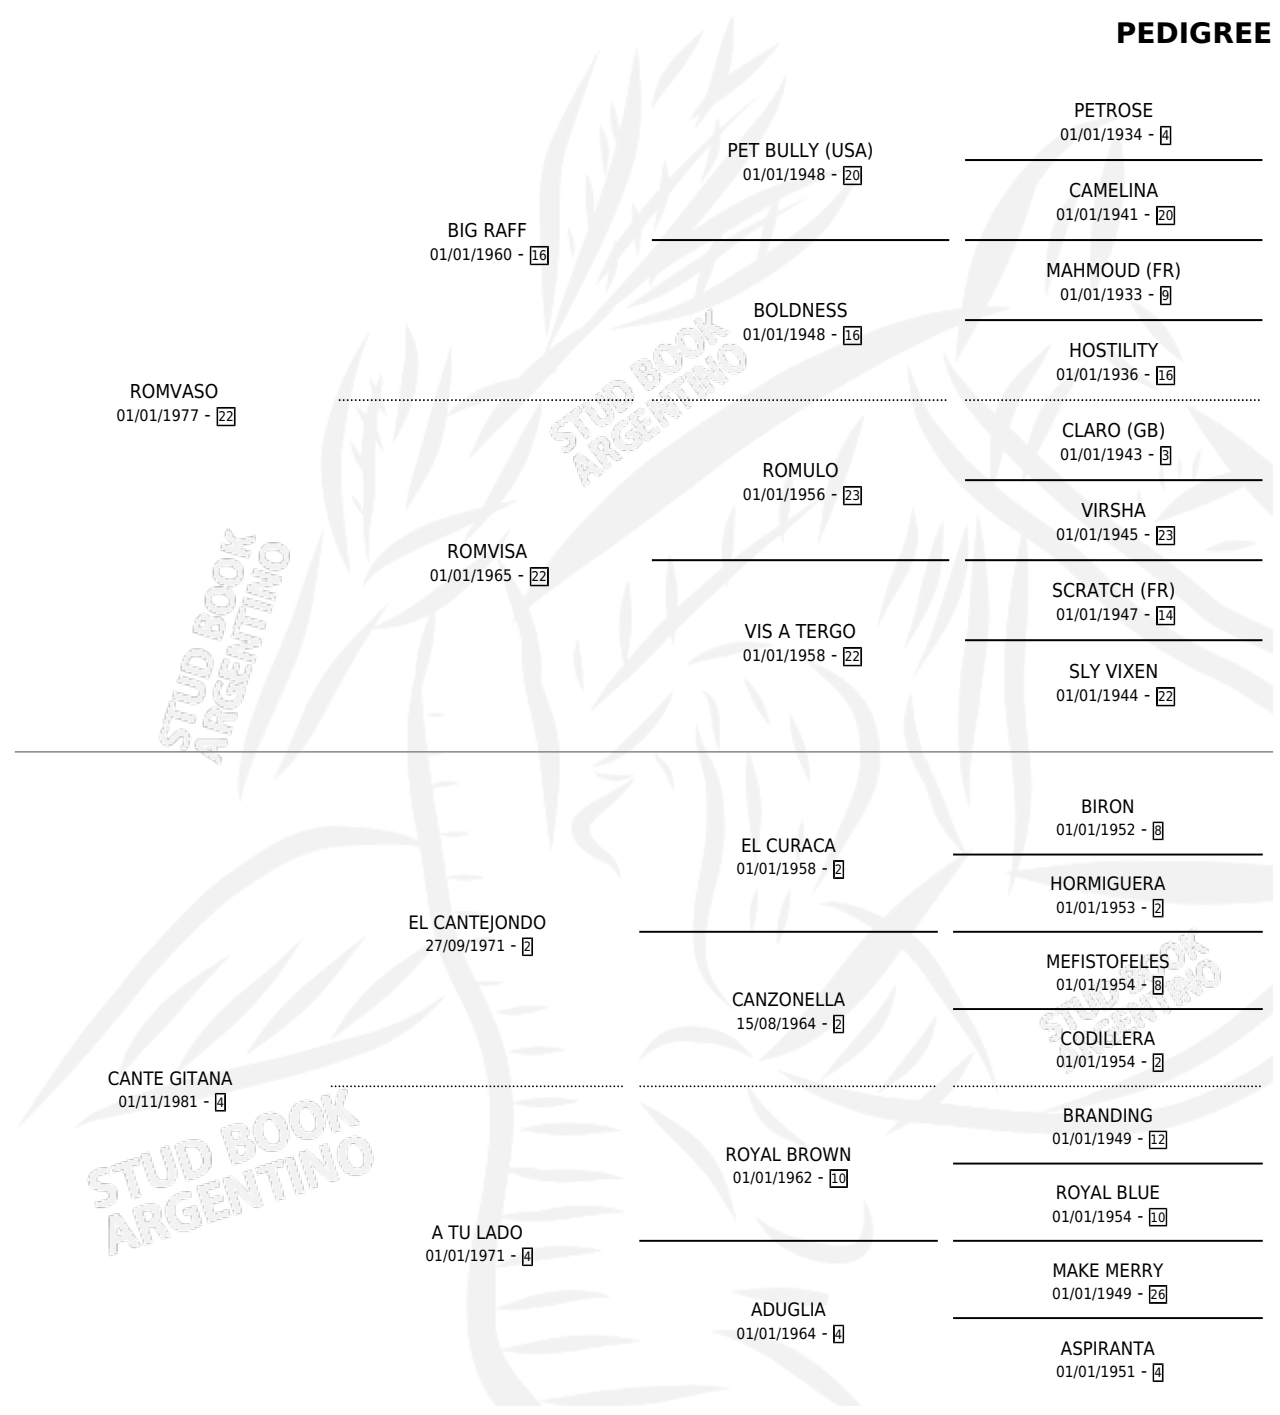 PEDIGREE
PETROSE
01/01/1934 - 4
PET BULLY (USA)
01/01/1948 - 20
CAMELINA
01/01/1941 - 20
BIG RAFF
01/01/1960 - 16
MAHMOUD (FR)
01/01/1933 - 9
BOLDNESS
01/01/1948 - 16
HOSTILITY
01/01/1936 - 16
STUD BOOK
ARGENTINO
ROMVASO
01/01/1977 - 22
CLARO (GB)
01/01/1943 - 3
ROMULO
01/01/1956 - 23
VIRSHA
01/01/1945 - 23
ROMVISA
01/01/1965 - 22
SCRATCH (FR)
01/01/1947 - 14
VIS A TERGO
01/01/1958 - 22
SLY VIXEN
01/01/1944 - 22
STUD BOOK
ARGENTINO
BIRON
01/01/1952 - 8
EL CURACA
01/01/1958 - 2
HORMIGUERA
01/01/1953 - 2
EL CANTEJONDO
27/09/1971 - 2
MEFISTOFELES
01/01/1954 - 8
CANZONELLA
15/08/1964 - 2
CODILLERA
01/01/1954 - 2
STUD BOOK
ARGENTINO
CANTE GITANA
01/11/1981 - 4
BRANDING
01/01/1949 - 12
ROYAL BROWN
01/01/1962 - 10
ROYAL BLUE
01/01/1954 - 10
STUD BOOK
ARGENTINO
A TU LADO
01/01/1971 - 4
MAKE MERRY
01/01/1949 - 26
ADUGLIA
01/01/1964 - 4
ASPIRANTA
01/01/1951 - 4